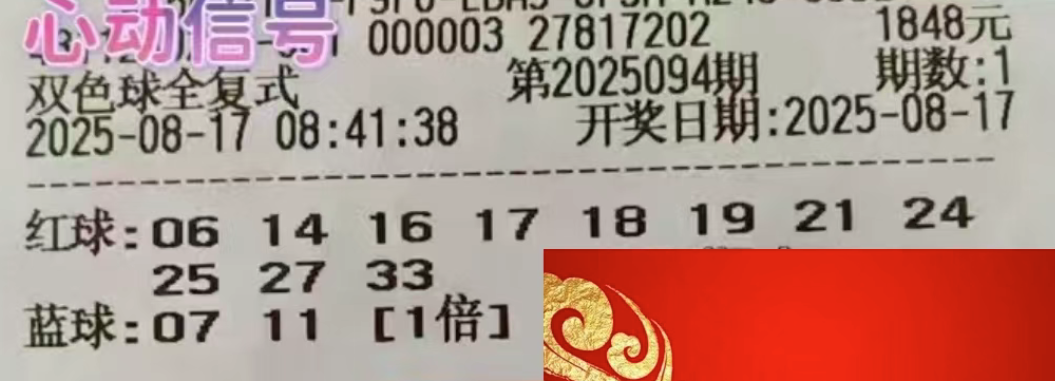 心动信号
000003 27817202 1848元
双色球全复式 第2025094期 期数:1
2025-08-17 08:41:38 开奖日期:2025-08-17
红球:06 14 16 17 18 19 21 24
25 27 33
蓝球:07 11 [1倍]